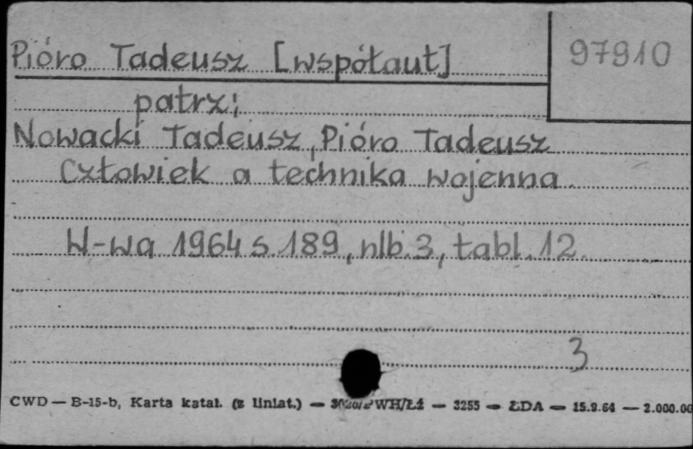 Pióro Tadeusz [współaut]
97910
patrz:
Nowacki Tadeusz, Pióro Tadeusz
Człowiek a technika wojenna.
W-wa 1964 s. 189, nlb. 3, tabl. 12.
3
CWD — B-15-b, Karta katal. (z liniat.) — WH/Łź — 3255 — ŁDA — 15.9.64 — 2.000.00